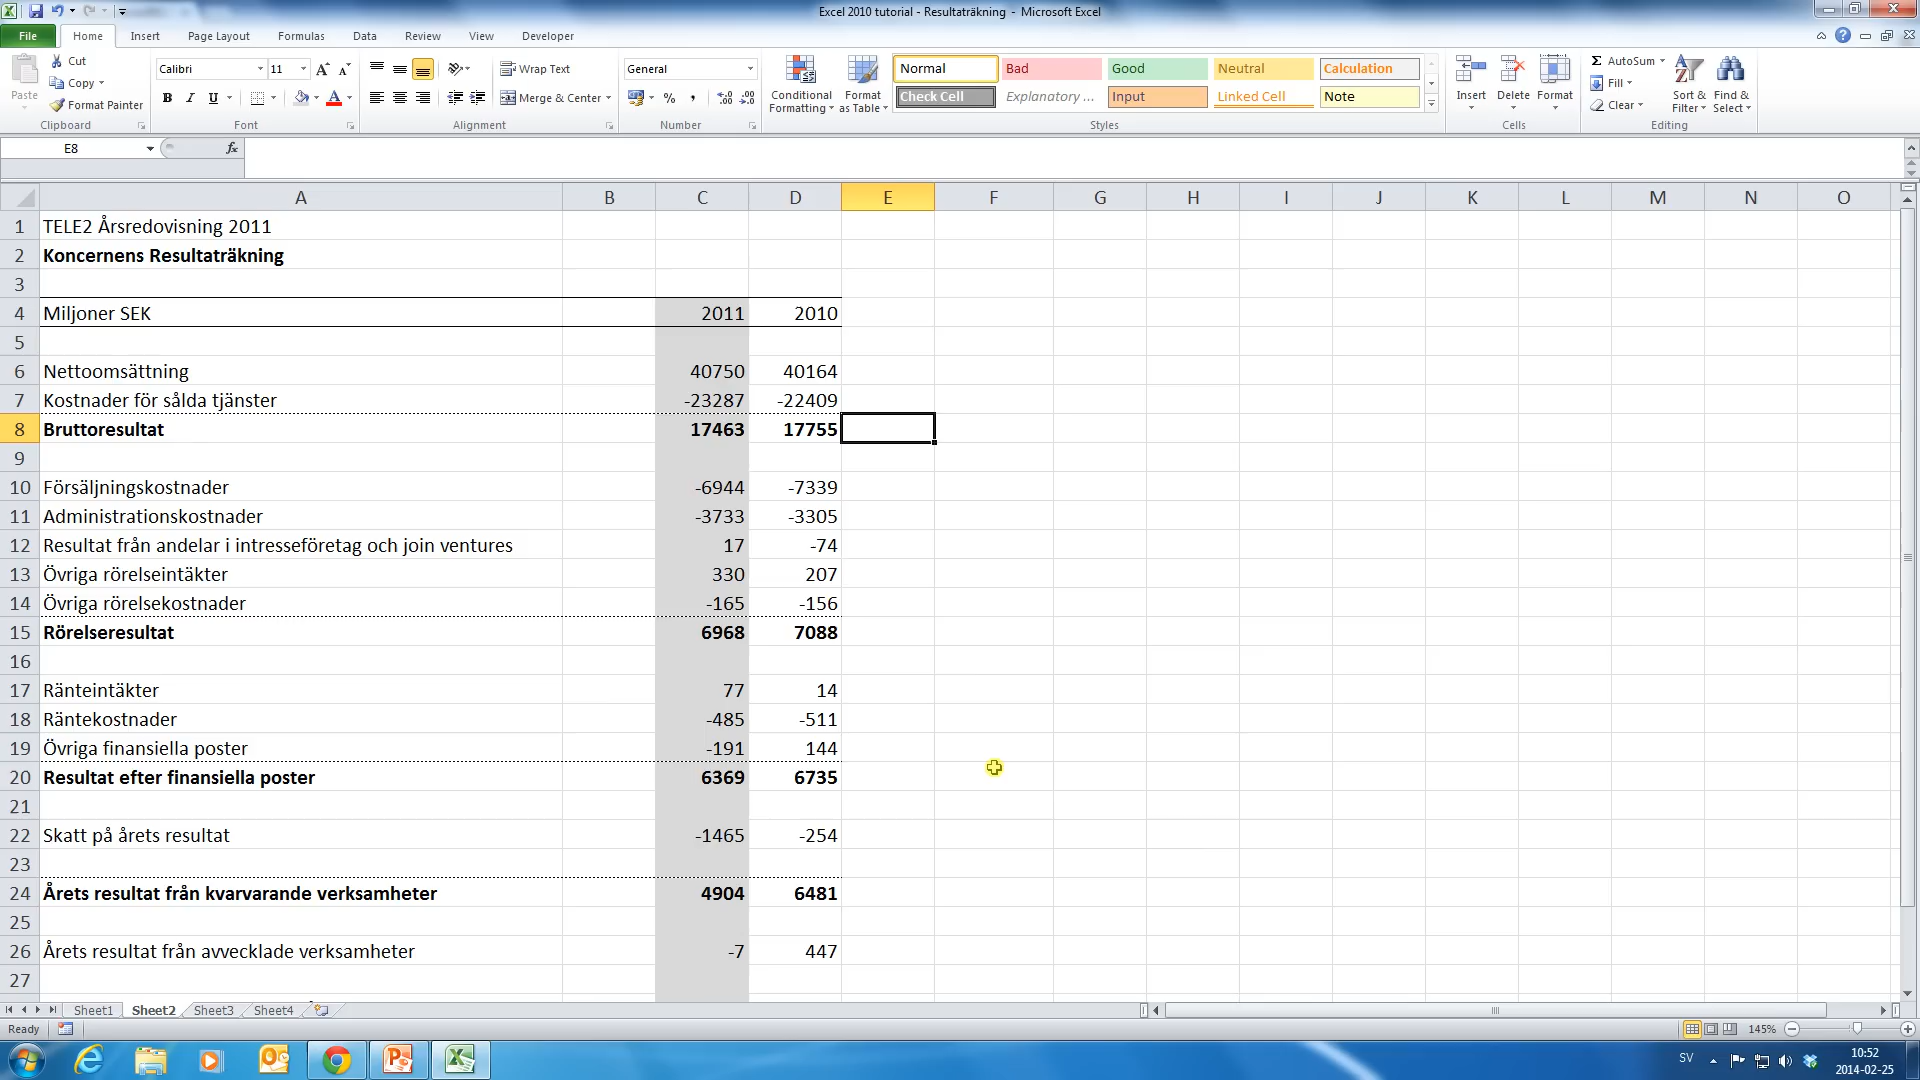 Excel 2010 tutorial - Resultaträkning - Microsoft Excel
File Home Insert Page Layout Formulas Data Review View Developer
Paste Cut Copy Format Painter Clipboard
Calibri 11 A A B I U A Font
Wrap Text Merge & Center Alignment
General % , Number
Conditional Formatting Format as Table
Normal Bad Good Neutral Calculation
Check Cell Explanatory ... Input Linked Cell Note
Styles
Insert Delete Format Cells
Σ AutoSum Fill Clear Sort & Filter Find & Select Editing
E8 fx
A B C D E F G H I J K L M N O
1 TELE2 Årsredovisning 2011
2 Koncernens Resultaträkning
3
4 Miljoner SEK 2011 2010
5
6 Nettoomsättning 40750 40164
7 Kostnader för sålda tjänster -23287 -22409
8 Bruttoresultat 17463 17755
9
10 Försäljningskostnader -6944 -7339
11 Administrationskostnader -3733 -3305
12 Resultat från andelar i intresseföretag och join ventures 17 -74
13 Övriga rörelseintäkter 330 207
14 Övriga rörelsekostnader -165 -156
15 Rörelseresultat 6968 7088
16
17 Ränteintäkter 77 14
18 Räntekostnader -485 -511
19 Övriga finansiella poster -191 144
20 Resultat efter finansiella poster 6369 6735
21
22 Skatt på årets resultat -1465 -254
23
24 Årets resultat från kvarvarande verksamheter 4904 6481
25
26 Årets resultat från avvecklade verksamheter -7 447
27
Sheet1 Sheet2 Sheet3 Sheet4
Ready 145%
SV 10:52
2014-02-25